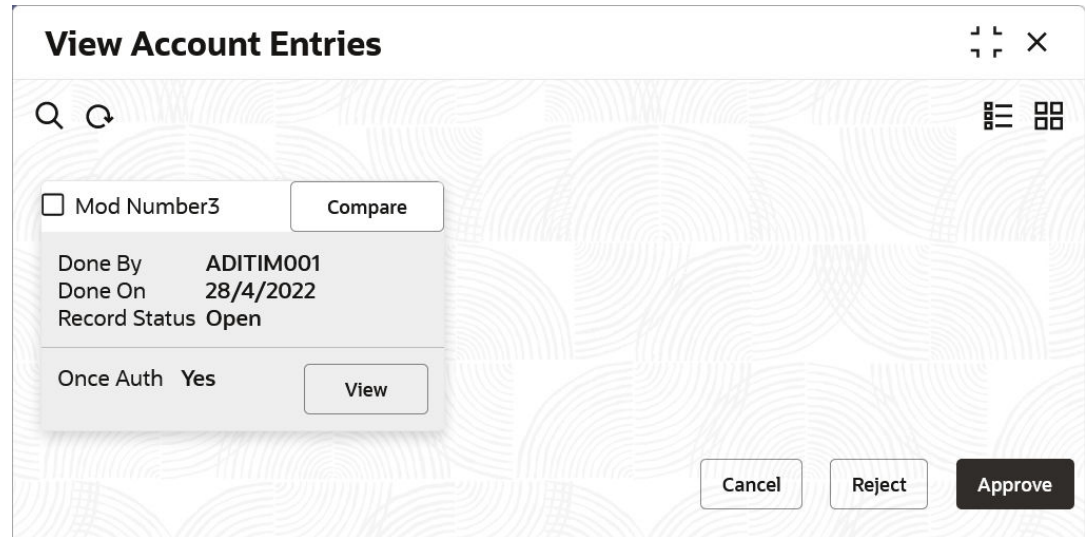 View Account Entries
Mod Number3 Compare
Done By ADITIM001
Done On 28/4/2022
Record Status Open
Once Auth Yes View
Cancel Reject Approve